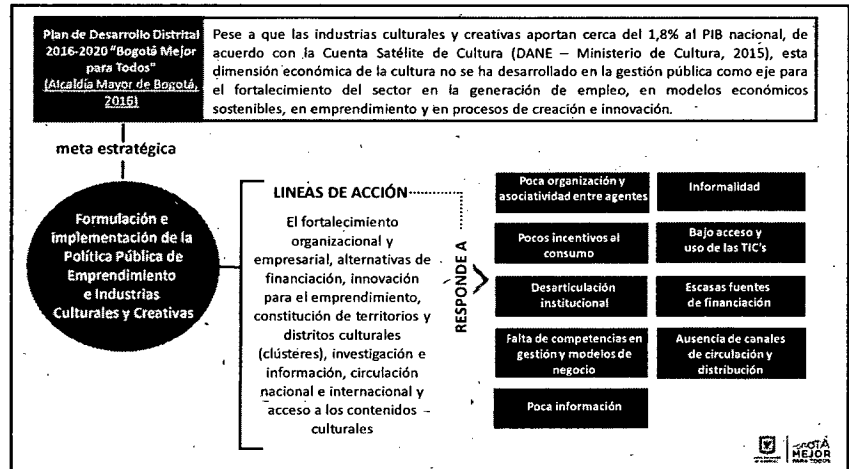 Plan de Desarrollo Distrital
2016-2020 "Bogotá Mejor
para Todos"
(Alcaldía Mayor de Bogotá,
2016)
Pese a que las industrias culturales y creativas aportan cerca del 1,8% al PIB nacional, de
acuerdo con la Cuenta Satélite de Cultura (DANE – Ministerio de Cultura, 2015), esta
dimensión económica de la cultura no se ha desarrollado en la gestión pública como eje para
el fortalecimiento del sector en la generación de empleo, en modelos económicos
sostenibles, en emprendimiento y en procesos de creación e innovación.
meta estratégica
Formulación e
implementación de la
Política Pública de
Emprendimiento
e Industrias
Culturales y Creativas
LINEAS DE ACCIÓN
El fortalecimiento
organizacional y
empresarial, alternativas de
financiación, innovación
para el emprendimiento,
constitución de territorios y
distritos culturales
(clústeres), investigación e
información, circulación
nacional e internacional y
acceso a los contenidos –
culturales
RESPONDE A
Poca organización y
asociatividad entre agentes
Informalidad
Pocos incentivos al
consumo
Bajo acceso y
uso de las TIC's
Desarticulación
institucional
Escasas fuentes
de financiación
Falta de competencias en
gestión y modelos de
negocio
Ausencia de canales
de circulación y
distribución
Poca información
BOGOTÁ
MEJOR
PARA TODOS